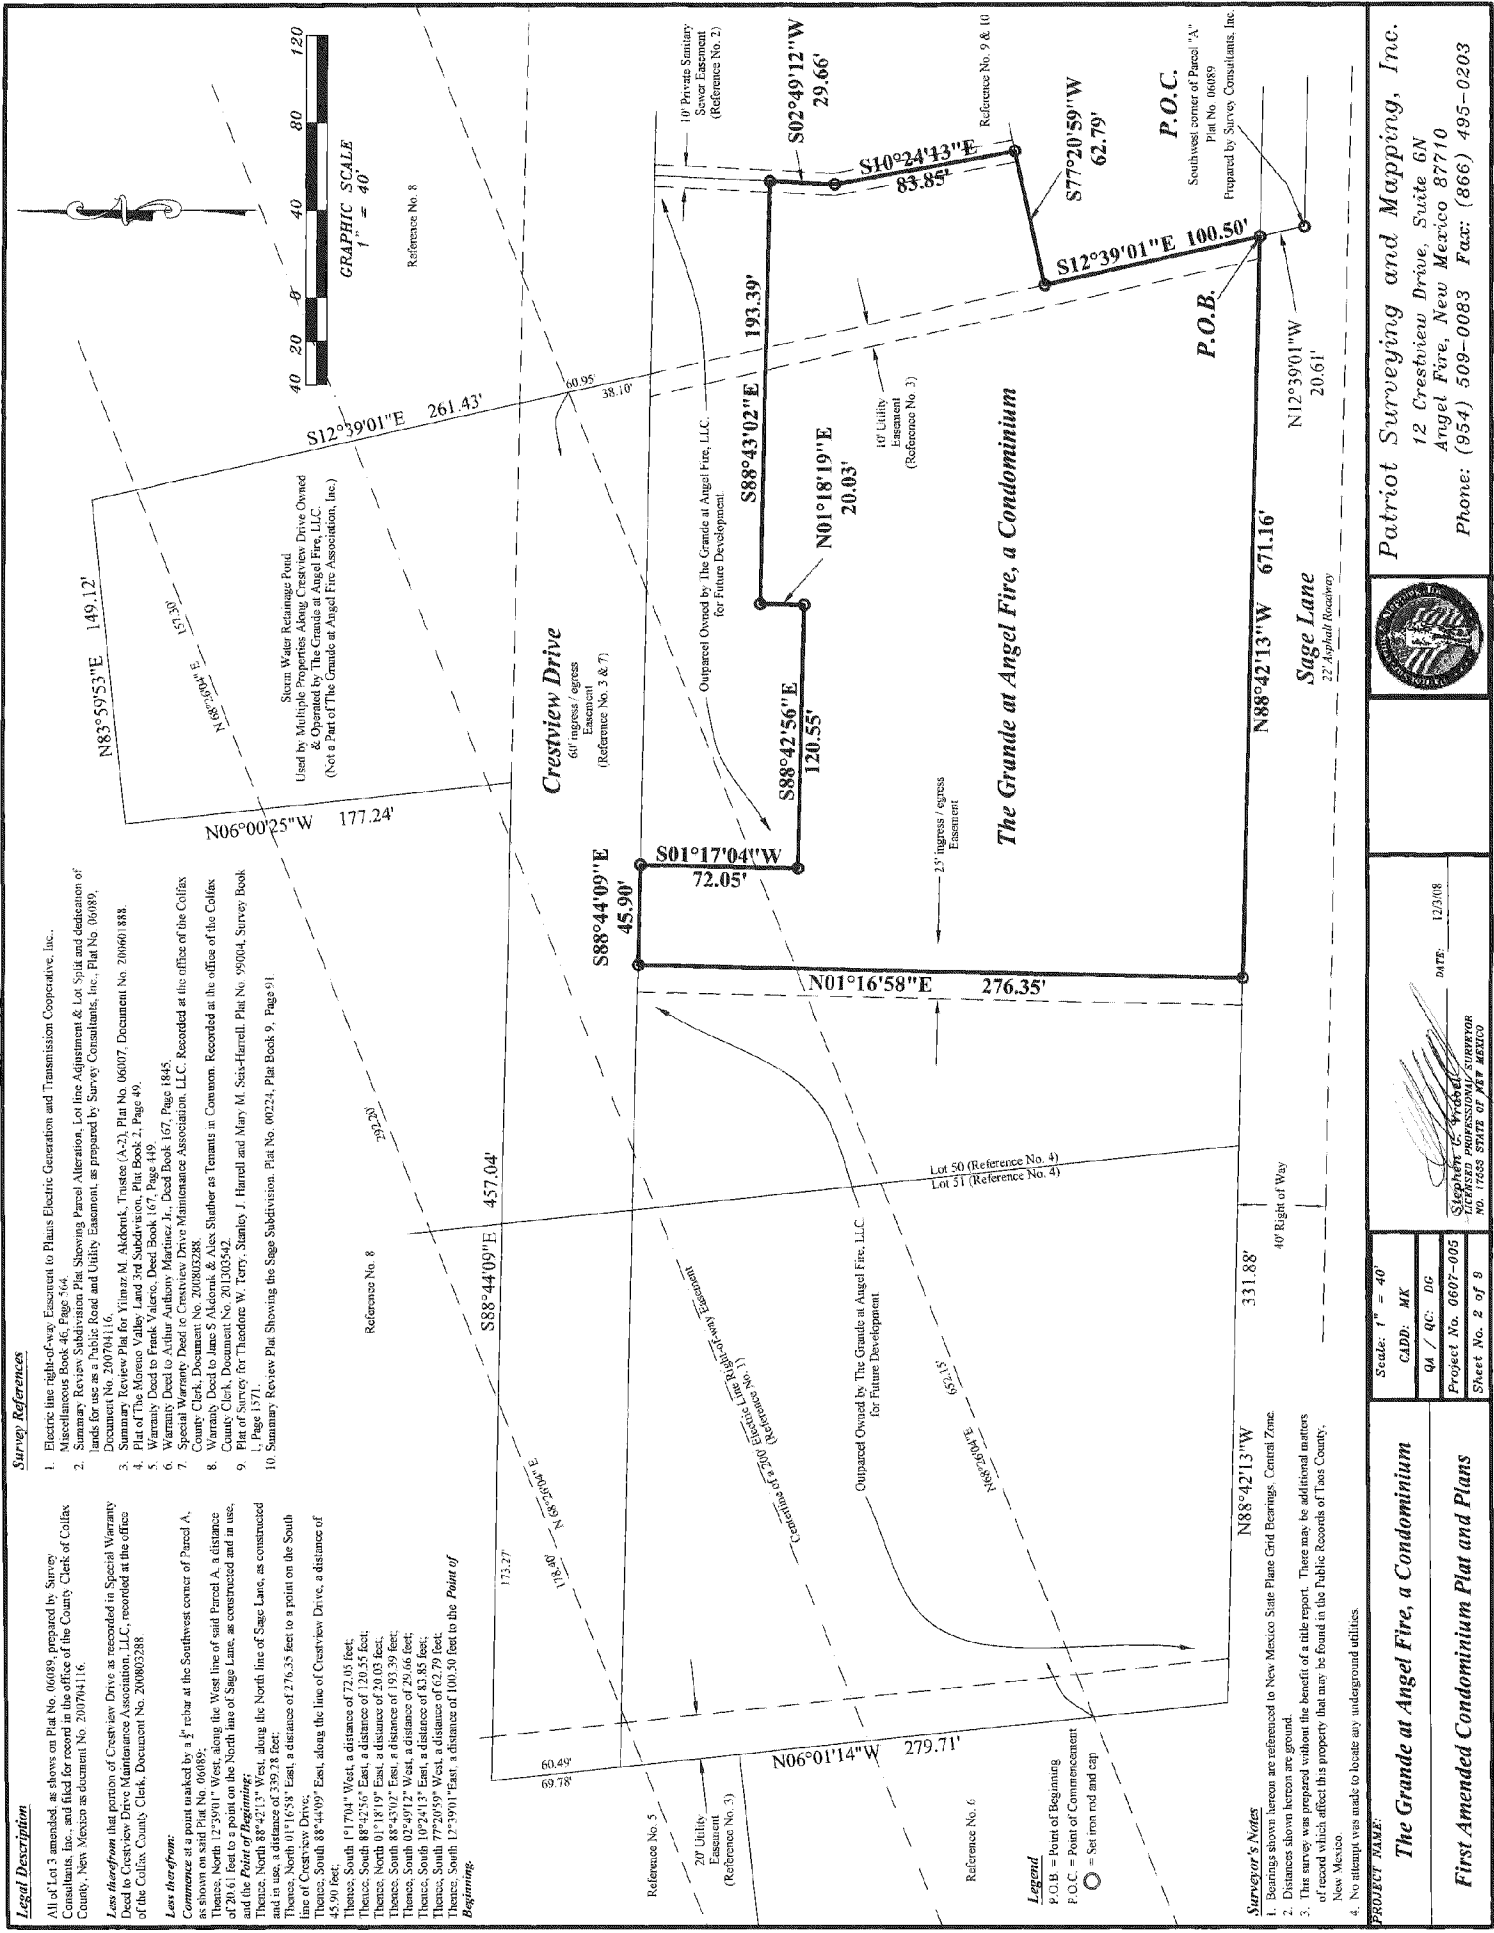 Legal Description
All of Lot 3 amended, as shows on Plat No. 06089, prepared by Survey
Consultants, Inc., and filed for record in the office of the County Clerk of Colfax
County, New Mexico as document No. 200704116.
Less therefrom that portion of Crestview Drive as reecorded in Special Warranty
Deed to Crestview Drive Maintenance Association, LLC, recorded at the office
of the Colfax County Clerk, Document No. 200803288.
Less therefrom:
Commence at a point marked by a rebar at the Southwest corner of Parcel A,
as shown on said Plat No. 06089;
Thence, North 12°39'01" West, along the West line of said Parcel A, a distance
of 20.61 Feet to a point on the North line of Sage Lane, as constructed and in use,
and the Point of Beginning;
Thence, North 88°42'13" West, along the North line of Sage Lane, as constructed
and in use, a distance of 339.28 feet;
Thence, North 01°16'58" East, a distance of 276.35 feet to a point on the South
line of Crestview Drive;
Thence, South 88°44'09" East, along the line of Crestview Drive, a distance of
45.90 feet;
Thence, South 1°17'04" West, a distance of 72.05 feet;
Thence, South 88°42'56" East, a distance of 120.55 feet;
Thence, North 01°18'19" East, a distance of 20.03 feet;
Thence, South 88°43'02" East, a distance of 193.39 feet;
Thence, South 02°49'12" West, a distance of 29.66 feet;
Thence, South 10°24'13" East, a distance of 83.85 feet;
Thence, South 77°20'59" West, a distance of 62.79 feet;
Thence, South 12°39'01" East, a distance of 100.50 feet to the Point of
Beginning.
Survey References
1. Electric line right-of-way Easement to Plains Electric Generation and Transmission Cooperative, Inc.,
Miscellaneous Book 46, Page 564.
2. Summary Review Subdivision Plat Showing Parcel Alteration, Lot line Adjustment & Lot Split and dedication of
lands for use as a Public Road and Utility Easement, as prepared by Survey Consultants, Inc., Plat No. 06089,
Document No. 200704116.
3. Summary Review Plat for Yilmaz M. Akdoruk, Trustee (A-2), Plat No. 06007, Document No. 200601888.
4. Plat of The Moreno Valley Land 3rd Subdivision, Plat Book 2, Page 49.
5. Warranty Deed to Frank Valerio, Deed Book 167, Page 449.
6. Warranty Deed to Arthur Anthony Martinez Jr., Deed Book 167, Page 1845.
7. Special Warranty Deed to Crestview Drive Maintenance Association, LLC. Recorded at the office of the Colfax
County Clerk, Document No. 200803288.
8. Warranty Deed to Jane S Akdoruk & Alex Shather as Tenants in Common. Recorded at the office of the Colfax
County Clerk, Document No. 201303542.
9. Plat of Survey for Theodore W. Terry, Stanley J. Harrell and Mary M. Seis-Harrell. Plat No. 99004, Survey Book
1, Page 1571.
10. Summary Review Plat Showing the Sage Subdivision. Plat No. 00224, Plat Book 9, Page 91.
40 20 0 40 80 120
GRAPHIC SCALE
1" = 40'
Reference No. 8
N83°59'53"E 149.12'
157.30'
N 68°26'04" E
N06°00'25"W 177.24'
S12°39'01"E 261.43'
60.95'
38.10'
Storm Water Retainage Pond
Used by Multiple Properties Along Crestview Drive Owned
& Operated by The Grande at Angel Fire, LLC.
(Not a Part of The Grande at Angel Fire Association, Inc.)
Reference No. 8
292.20'
S88°44'09"E 457.04'
173.27'
178.40'
N 68°26'04" E
Crestview Drive
60' ingress / egress
Easement
(Reference No. 3 & 7)
Centerline of a 200' Electric Line Right-of-way Easement
(Reference No. 1)
60.49'
69.78'
Reference No. 5
20' Utility
Easement
(Reference No. 3)
N06°01'14"W 279.71'
Reference No. 6
Outparcel Owned by The Grande at Angel Fire, LLC
for Future Development
652.15'
N68°26'04"E
Lot 50 (Reference No. 4)
Lot 51 (Reference No. 4)
S88°44'09"E
45.90'
S01°17'04"W
72.05'
S88°42'56"E
120.55'
N01°18'19"E
20.03'
S88°43'02"E 193.39'
Outparcel Owned by The Grande at Angel Fire, LLC.
for Future Development
10' Private Sanitary
Sewer Easement
(Reference No. 2)
S02°49'12"W
29.66'
S10°24'13"E
83.85'
Reference No. 9 & 10
S77°20'59"W
62.79'
S12°39'01"E 100.50'
10' Utility
Easement
(Reference No. 3)
P.O.C.
Southwest corner of Parcel "A"
Plat No. 06089
Prepared by Survey Consultants, Inc.
P.O.B.
N12°39'01"W
20.61'
25' ingress / egress
Easement
N01°16'58"E 276.35'
The Grande at Angel Fire, a Condominium
N88°42'13"W 671.16'
Sage Lane
22' Asphalt Roadway
N88°42'13"W 331.88'
40' Right of Way
Legend
P.O.B. = Point of Beginning
P.O.C. = Point of Commencement
= Set iron rod and cap
Surveyor's Notes
1. Bearings shown hereon are referenced to New Mexico State Plane Grid Bearings, Central Zone.
2. Distances shown hereon are ground.
3. This survey was prepared without the benefit of a title report. There may be additional matters
of record which affect this property that may be found in the Public Records of Taos County,
New Mexico.
4. No attempt was made to locate any underground utilities.
PROJECT NAME:
The Grande at Angel Fire, a Condominium
First Amended Condominium Plat and Plans
Scale: 1" = 40'
CADD: MK
QA / QC: DG
Project No. 0607-005
Sheet No. 2 of 9
Stephen C. Vrabel
LICENSED PROFESSIONAL SURVEYOR
NO. 17553 STATE OF NEW MEXICO
DATE: 12/3/08
Patriot Surveying and Mapping, Inc.
12 Crestview Drive, Suite 6N
Angel Fire, New Mexico 87710
Phone: (954) 509-0083 Fax: (866) 495-0203